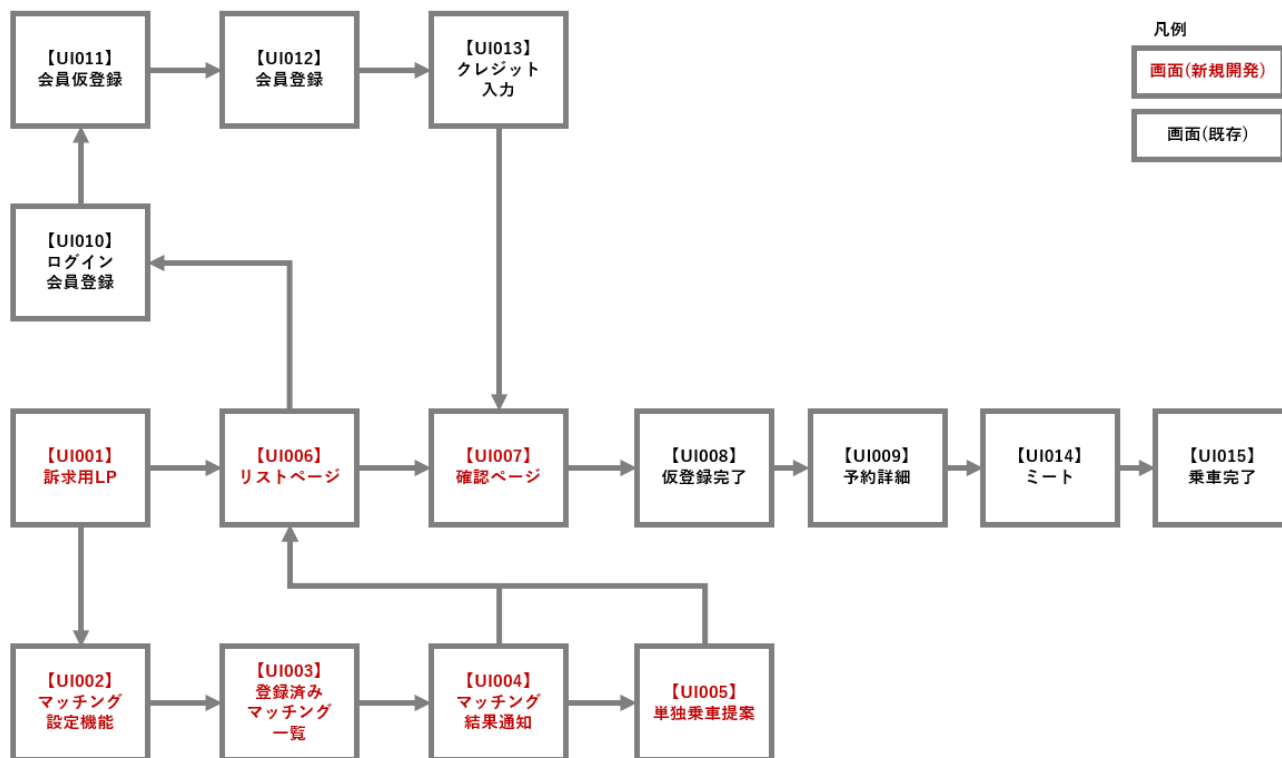 【UI011】
会員仮登録
【UI012】
会員登録
【UI013】
クレジット
入力
凡例
画面(新規開発)
画面(既存)
【UI010】
ログイン
会員登録
【UI001】
訴求用LP
【UI006】
リストページ
【UI007】
確認ページ
【UI008】
仮登録完了
【UI009】
予約詳細
【UI014】
ミート
【UI015】
乗車完了
【UI002】
マッチング
設定機能
【UI003】
登録済み
マッチング
一覧
【UI004】
マッチング
結果通知
【UI005】
単独乗車提案